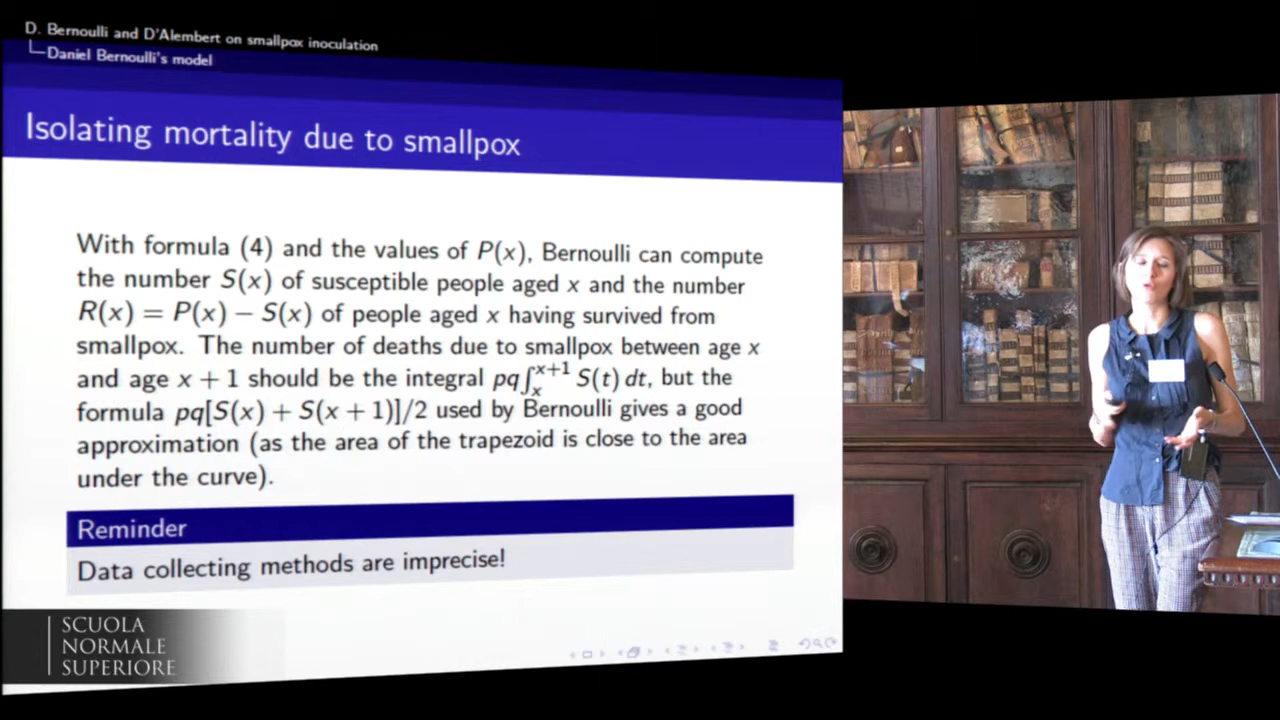 D. Bernoulli and D'Alembert on smallpox inoculation
Daniel Bernoulli's model
Isolating mortality due to smallpox
With formula (4) and the values of P(x), Bernoulli can compute
the number S(x) of susceptible people aged x and the number
R(x) = P(x) − S(x) of people aged x having survived from
smallpox. The number of deaths due to smallpox between age x
and age x + 1 should be the integral pq∫ₓˣ⁺¹ S(t) dt, but the
formula pq[S(x) + S(x + 1)]/2 used by Bernoulli gives a good
approximation (as the area of the trapezoid is close to the area
under the curve).
Reminder
Data collecting methods are imprecise!
SCUOLA
NORMALE
SUPERIORE